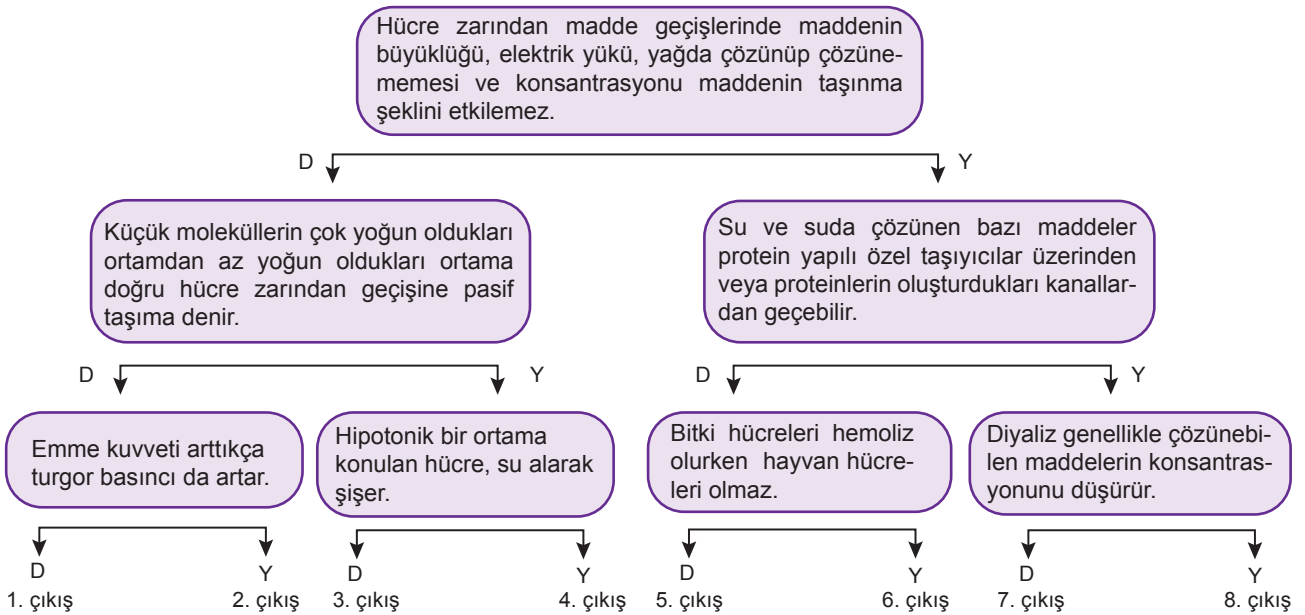 Hücre zarından madde geçişlerinde maddenin
büyüklüğü, elektrik yükü, yağda çözünüp çözüne-
memesi ve konsantrasyonu maddenin taşınma
şeklini etkilemez.
D
Y
Küçük moleküllerin çok yoğun oldukları
ortamdan az yoğun oldukları ortama
doğru hücre zarından geçişine pasif
taşıma denir.
Su ve suda çözünen bazı maddeler
protein yapılı özel taşıyıcılar üzerinden
veya proteinlerin oluşturdukları kanallar-
dan geçebilir.
D
Y
D
Y
Emme kuvveti arttıkça
turgor basıncı da artar.
Hipotonik bir ortama
konulan hücre, su alarak
şişer.
Bitki hücreleri hemoliz
olurken hayvan hücre-
leri olmaz.
Diyaliz genellikle çözünebi-
len maddelerin konsantras-
yonunu düşürür.
D
Y
D
Y
D
Y
D
Y
1. çıkış
2. çıkış
3. çıkış
4. çıkış
5. çıkış
6. çıkış
7. çıkış
8. çıkış